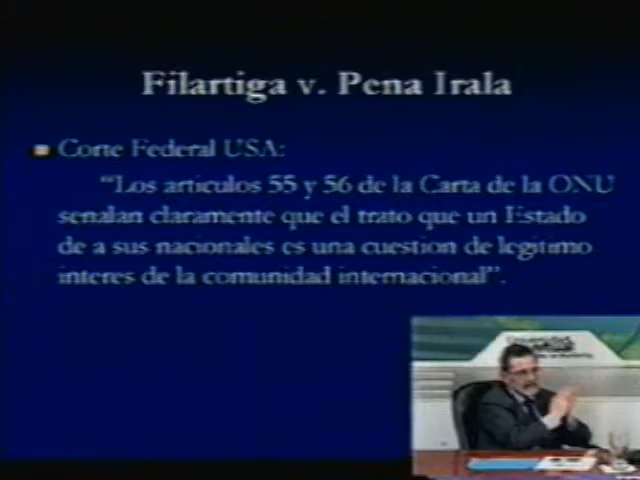 Filartiga v. Pena Irala
Corte Federal USA:
"Los articulos 55 y 56 de la Carta de la ONU
senalan claramente que el trato que un Estado
de a sus nacionales es una cuestion de legitimo
interes de la comunidad internacional".